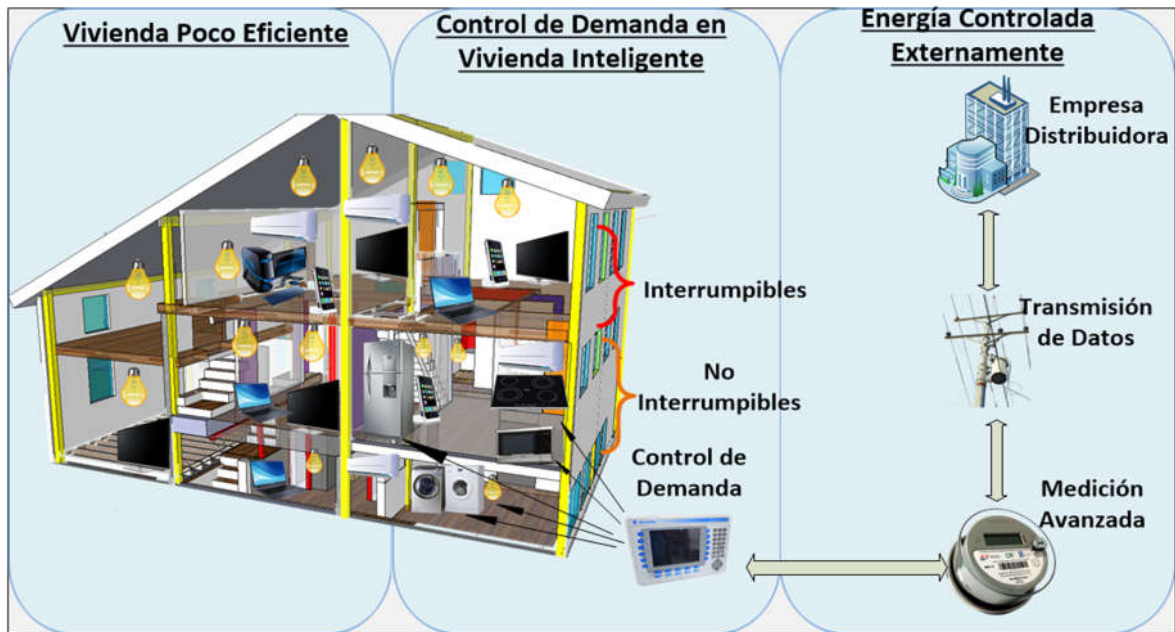 Vivienda Poco Eficiente
Control de Demanda en
Vivienda Inteligente
Energía Controlada
Externamente
Empresa
Distribuidora
Interrumpibles
Transmisión
de Datos
No
Interrumpibles
Control de
Demanda
Medición
Avanzada